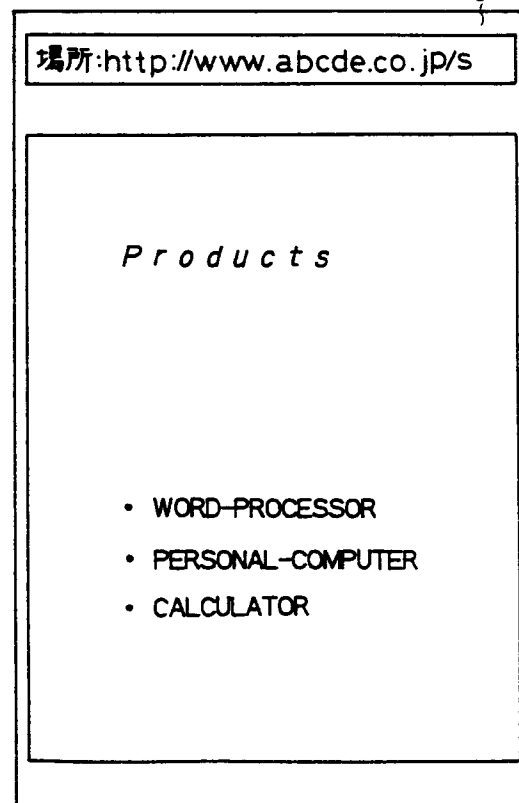 場所:http://www.abcde.co.jp/s
Products
• WORD-PROCESSOR
• PERSONAL-COMPUTER
• CALCULATOR